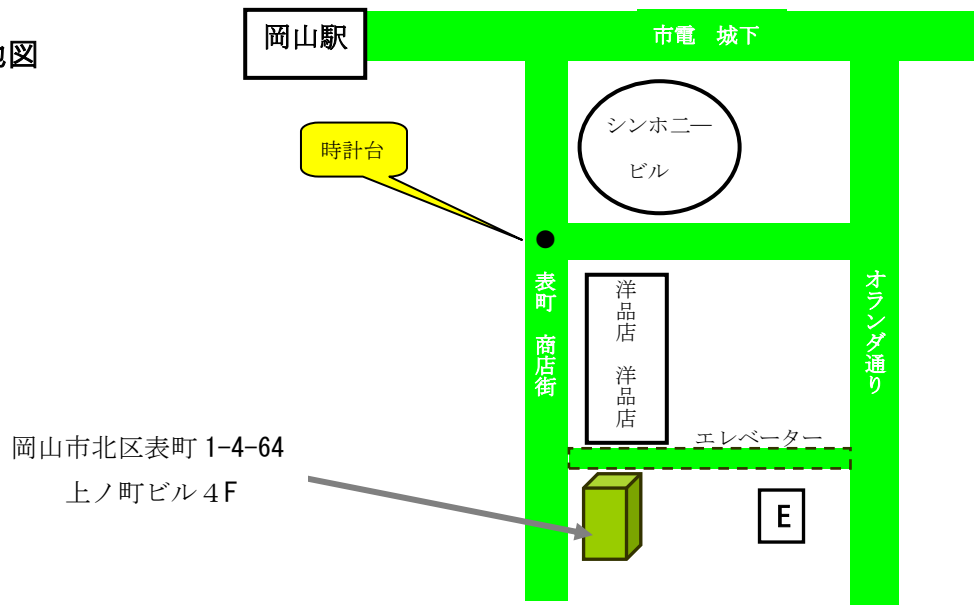 地図
岡山駅
市電 城下
シンホニ―
ビル
時計台
表町 商店街
洋品店 洋品店
オランダ通り
エレベーター
岡山市北区表町 1-4-64
上ノ町ビル４F
E